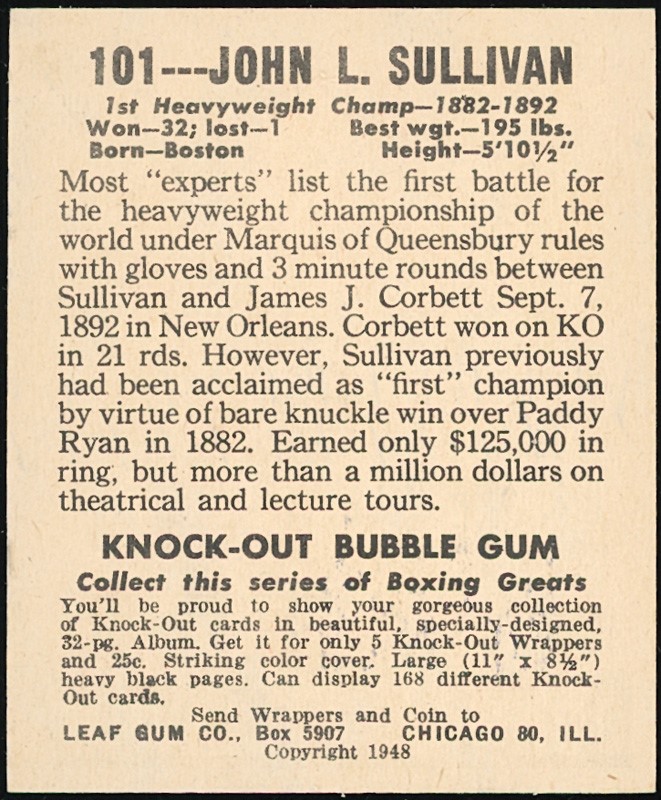 101---JOHN L. SULLIVAN
1st Heavyweight Champ—1882-1892
Won—32; lost—1 Best wgt.—195 lbs.
Born—Boston Height—5'10½"
Most "experts" list the first battle for
the heavyweight championship of the
world under Marquis of Queensbury rules
with gloves and 3 minute rounds between
Sullivan and James J. Corbett Sept. 7,
1892 in New Orleans. Corbett won on KO
in 21 rds. However, Sullivan previously
had been acclaimed as "first" champion
by virtue of bare knuckle win over Paddy
Ryan in 1882. Earned only $125,000 in
ring, but more than a million dollars on
theatrical and lecture tours.
KNOCK-OUT BUBBLE GUM
Collect this series of Boxing Greats
You'll be proud to show your gorgeous collection
of Knock-Out cards in beautiful, specially-designed,
32-pg. Album. Get it for only 5 Knock-Out Wrappers
and 25c. Striking color cover. Large (11" x 8½")
heavy black pages. Can display 168 different Knock-
Out cards.
Send Wrappers and Coin to
LEAF GUM CO., Box 5907 CHICAGO 80, ILL.
Copyright 1948